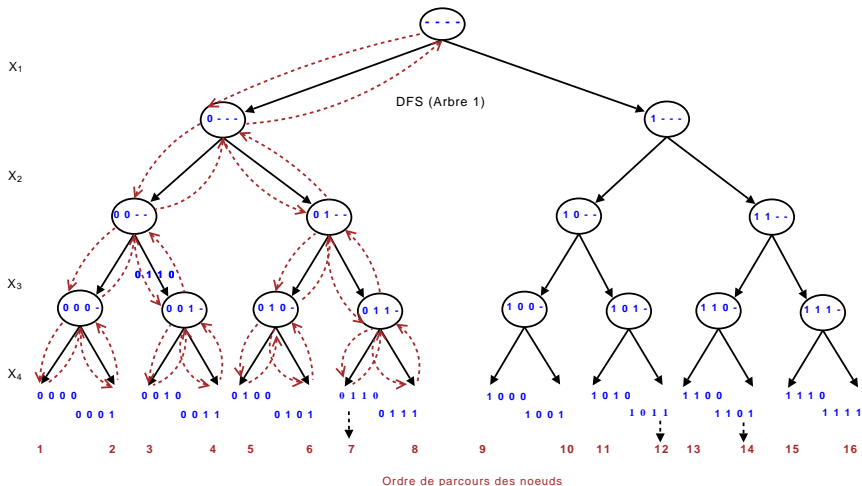 - - - -
X1
DFS (Arbre 1)
0 - - -
1 - - -
X2
0 0 - -
0 1 - -
1 0 - -
1 1 - -
0 1 1 0
X3
0 0 0 -
0 0 1 -
0 1 0 -
0 1 1 -
1 0 0 -
1 0 1 -
1 1 0 -
1 1 1 -
X4
0 0 0 0
0 0 1 0
0 1 0 0
0 1 1 0
1 0 0 0
1 0 1 0
1 1 0 0
1 1 1 0
0 0 0 1
0 0 1 1
0 1 0 1
0 1 1 1
1 0 0 1
1 0 1 1
1 1 0 1
1 1 1 1
1 2 3 4 5 6 7 8 9 10 11 12 13 14 15 16
Ordre de parcours des noeuds